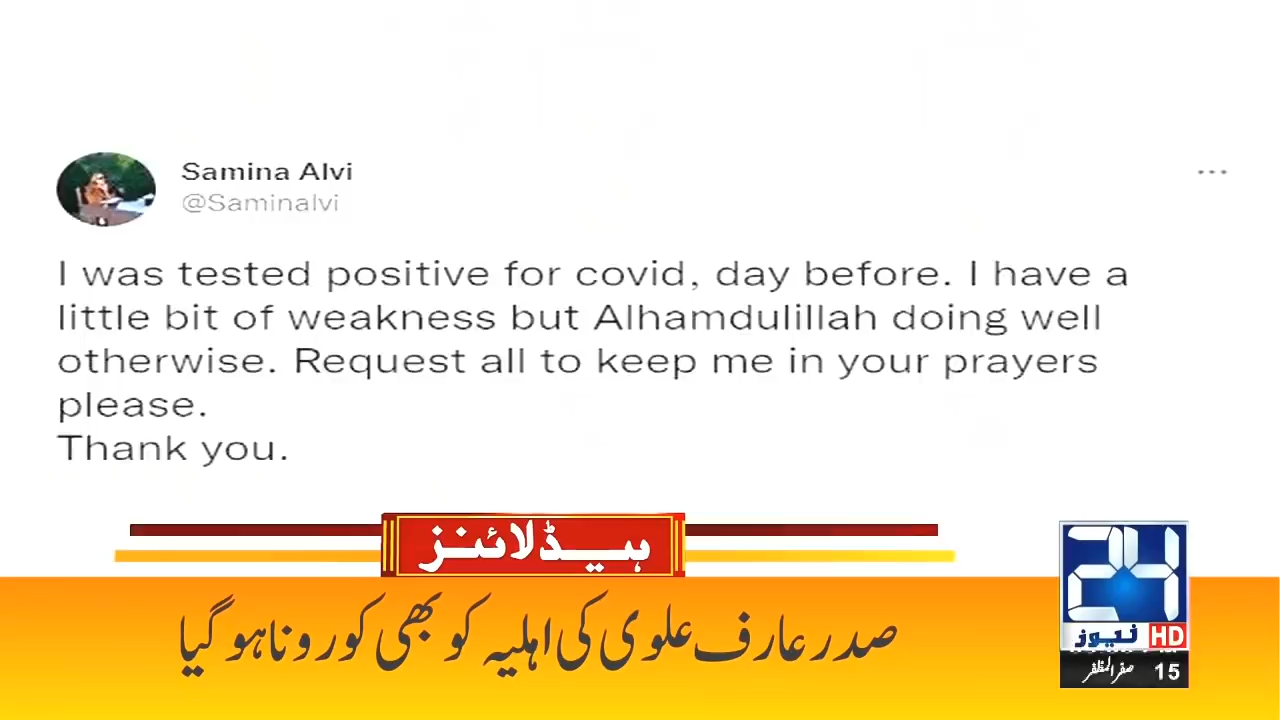 Samina Alvi
@Saminalvi
I was tested positive for covid, day before. I have a
little bit of weakness but Alhamdulillah doing well
otherwise. Request all to keep me in your prayers
please.
Thank you.
ہیڈلائنز
صدر عارف علوی کی اہلیہ کو بھی کورونا ہو گیا
24
نیوز HD
15 صفر المظفر